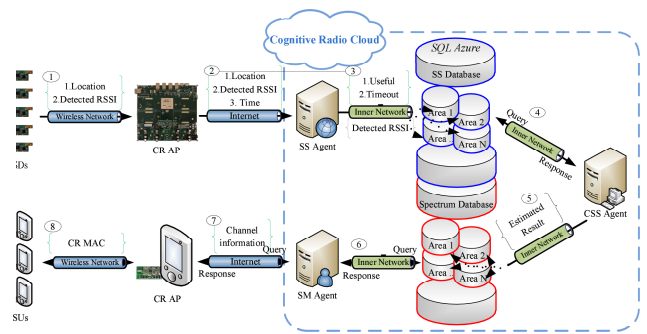 Cognitive Radio Cloud
SQL Azure
SS Database
1
1.Location
2.Detected RSSI
Wireless Network
iDs
CR AP
2
1.Location
2.Detected RSSI
3. Time
Internet
SS Agent
3
1.Useful
2.Timeout
Inner Network
Detected RSSI
Area 1
Area 2
Area ..
Area N
4
Query
Inner Network
Response
CSS Agent
Spectrum Database
5
Estimated
Result
Inner Network
8
CR MAC
Wireless Network
SUs
CR AP
7
Channel
information
Query
Internet
Response
SM Agent
6
Query
Inner Network
Response
Area 1
Area 2
Area ..
Area N